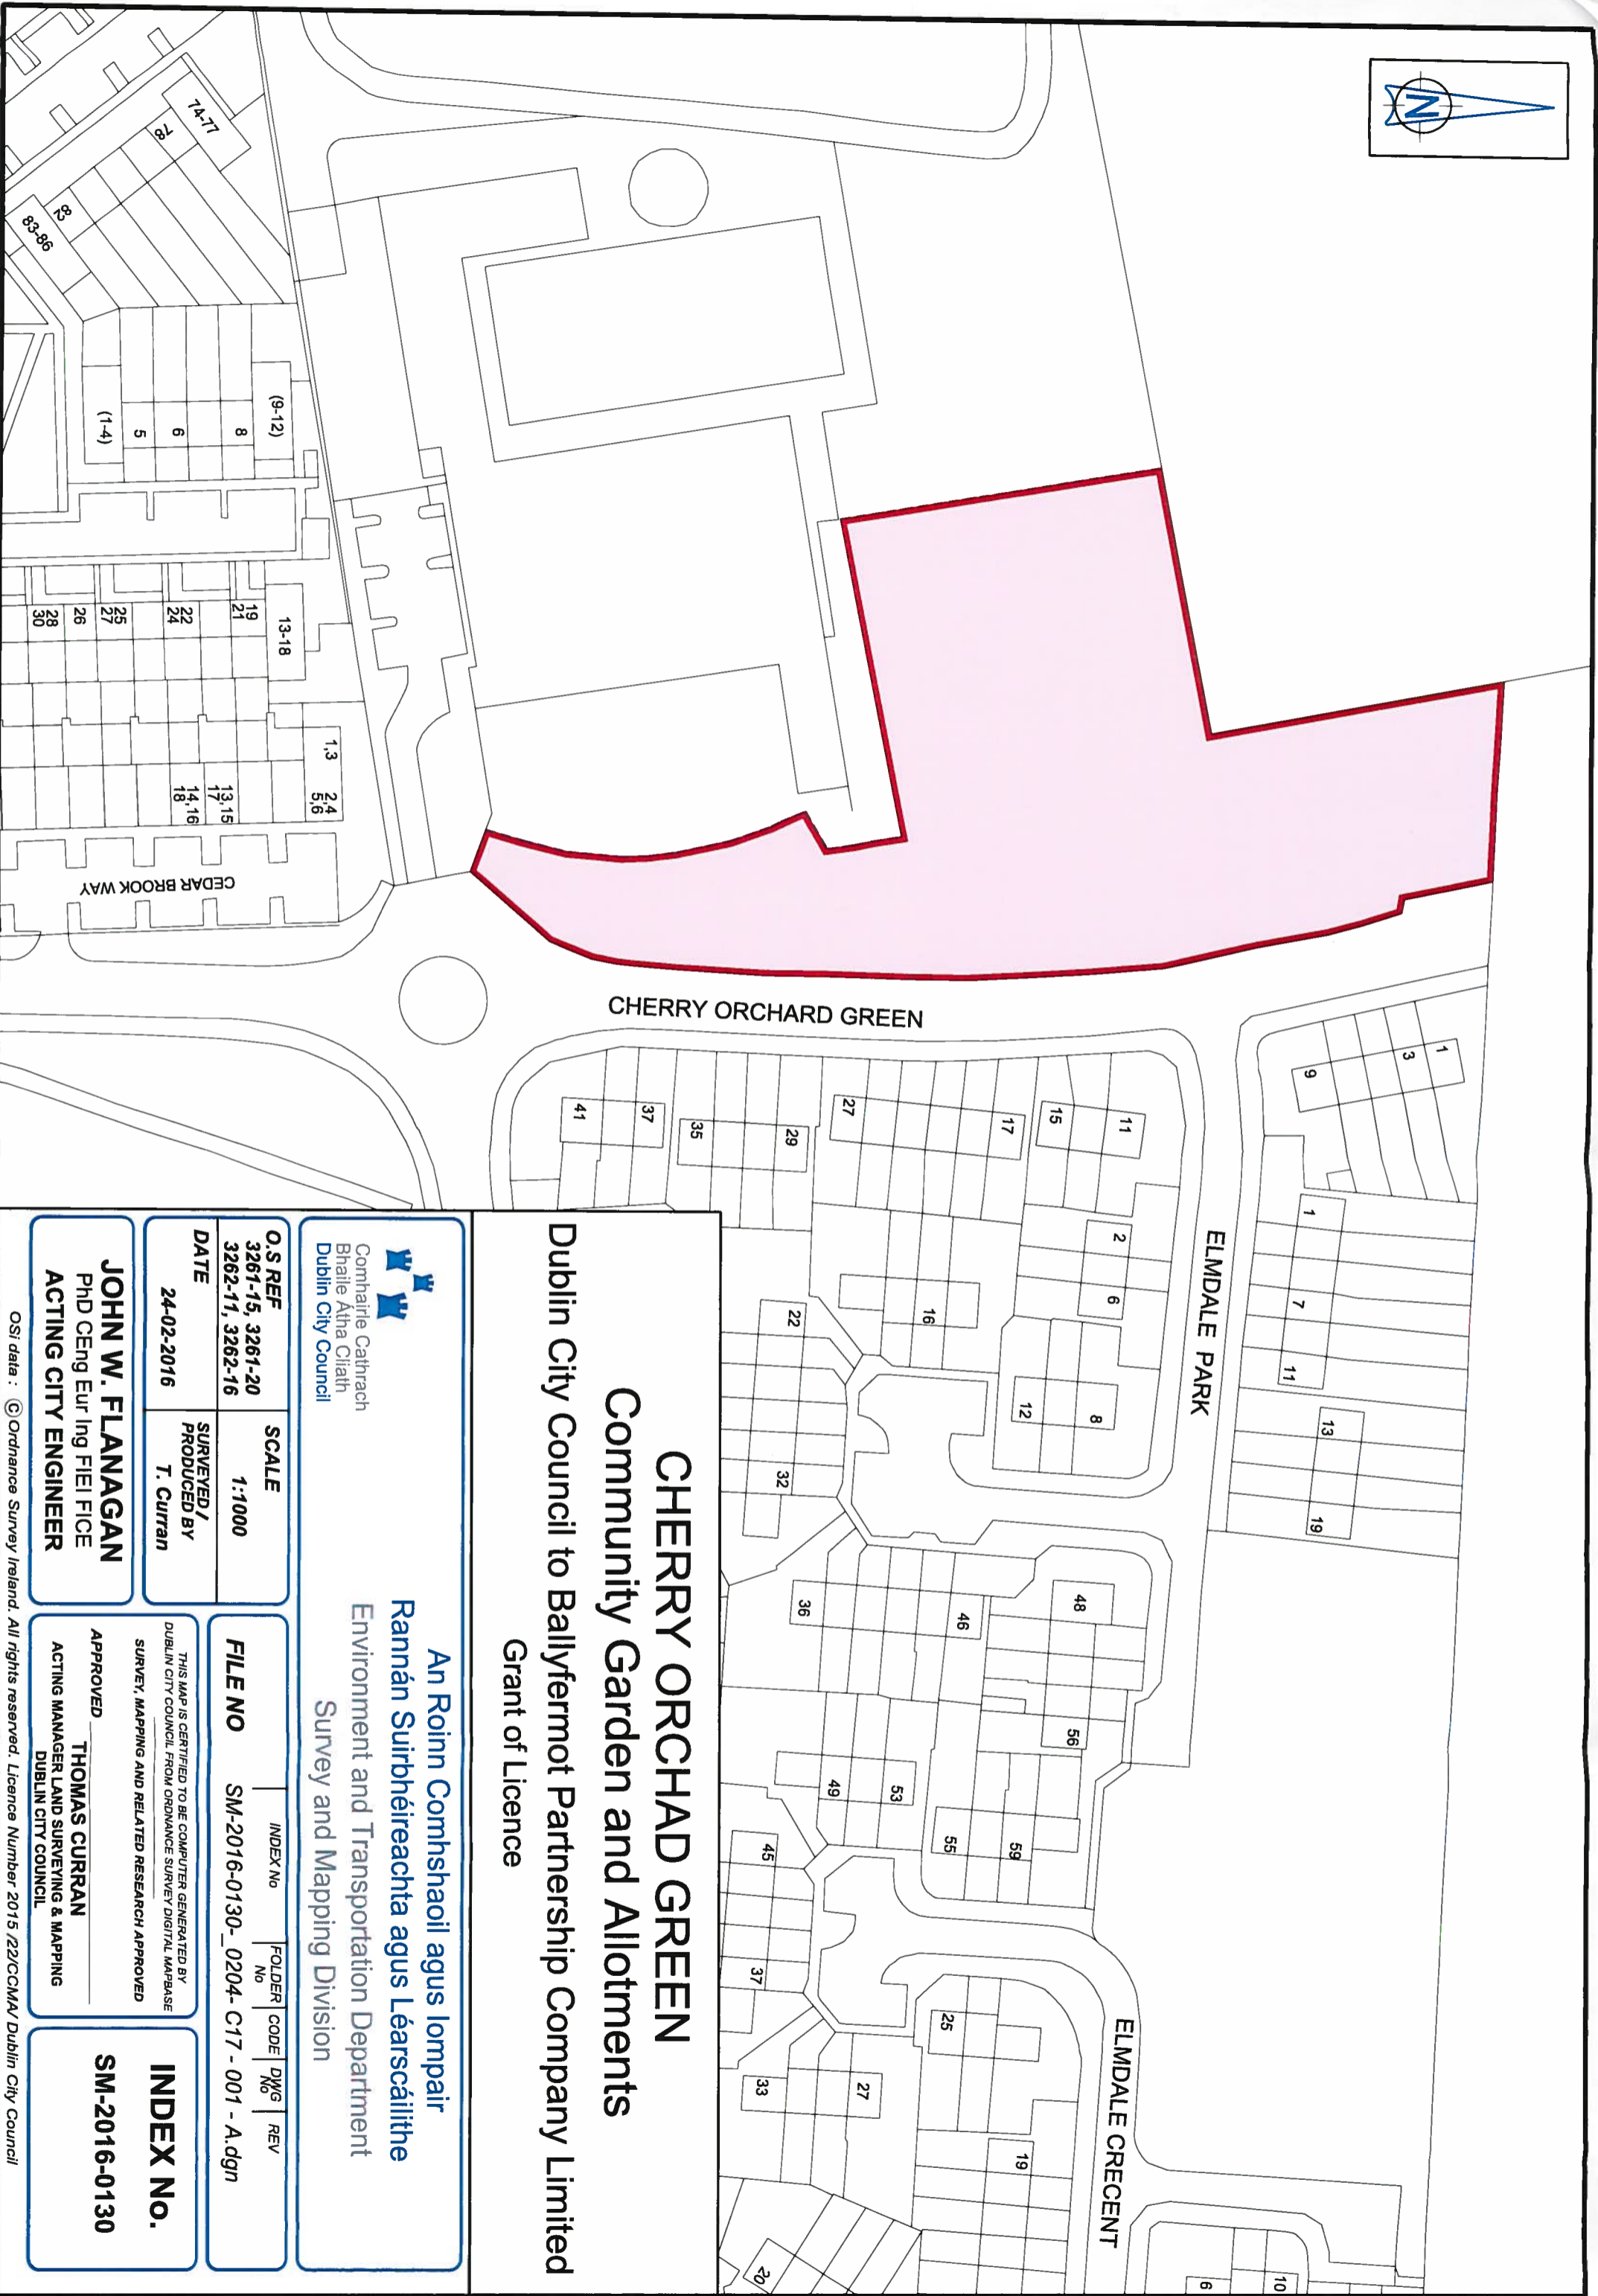 N
74-77
78
82
83-86
(9-12)
8
6
5
(1-4)
13-18
19
21
22
24
25
27
26
28
30
1,3
2,4
5,6
13,15
17
14,16
18
CEDAR BROOK WAY
CHERRY ORCHARD GREEN
ELMDALE PARK
ELMDALE CRECENT
1
3
9
1
7
11
13
19
11
15
17
27
29
35
37
41
2
6
8
12
16
22
32
36
46
48
56
49
53
55
59
45
37
25
27
33
19
20
10
6
CHERRY ORCHAD GREEN
Community Garden and Allotments
Dublin City Council to Ballyfermot Partnership Company Limited
Grant of Licence
Comhairle Cathrach
Bhaile Átha Cliath
Dublin City Council
An Roinn Comhshaoil agus Iompair
Rannán Suirbhéireachta agus Léarscáilithe
Environment and Transportation Department
Survey and Mapping Division
O.S REF
3261-15, 3261-20
3262-11, 3262-16
SCALE
1:1000
DATE
24-02-2016
SURVEYED /
PRODUCED BY
T. Curran
JOHN W. FLANAGAN
PhD CEng Eur Ing FIEI FICE
ACTING CITY ENGINEER
INDEX No
FOLDER No
CODE
DWG No
REV
FILE NO
SM-2016-0130-_0204- C17 - 001 - A.dgn
THIS MAP IS CERTIFIED TO BE COMPUTER GENERATED BY
DUBLIN CITY COUNCIL FROM ORDNANCE SURVEY DIGITAL MAPBASE
SURVEY, MAPPING AND RELATED RESEARCH APPROVED
APPROVED
THOMAS CURRAN
ACTING MANAGER LAND SURVEYING & MAPPING
DUBLIN CITY COUNCIL
INDEX No.
SM-2016-0130
OSi data : © Ordnance Survey Ireland. All rights reserved. Licence Number 2015 /22/CCMA/ Dublin City Council